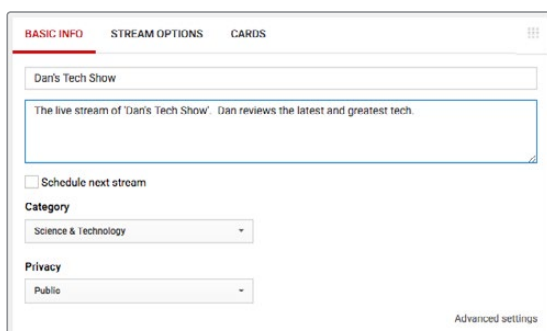 BASIC INFO STREAM OPTIONS CARDS
Dan's Tech Show
The live stream of 'Dan's Tech Show'. Dan reviews the latest and greatest tech.
Schedule next stream
Category
Science & Technology
Privacy
Public
Advanced settings